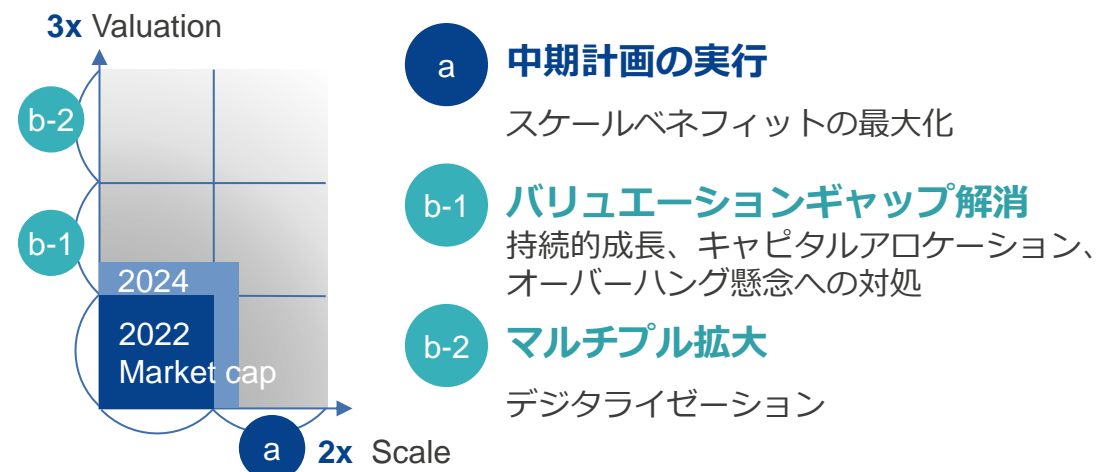 3x Valuation
b-2
b-1
2024
2022
Market cap
a
2x Scale
a 中期計画の実行
スケールベネフィットの最大化
b-1 バリュエーションギャップ解消
持続的成長、キャピタルアロケーション、
オーバーハング懸念への対処
b-2 マルチプル拡大
デジタライゼーション